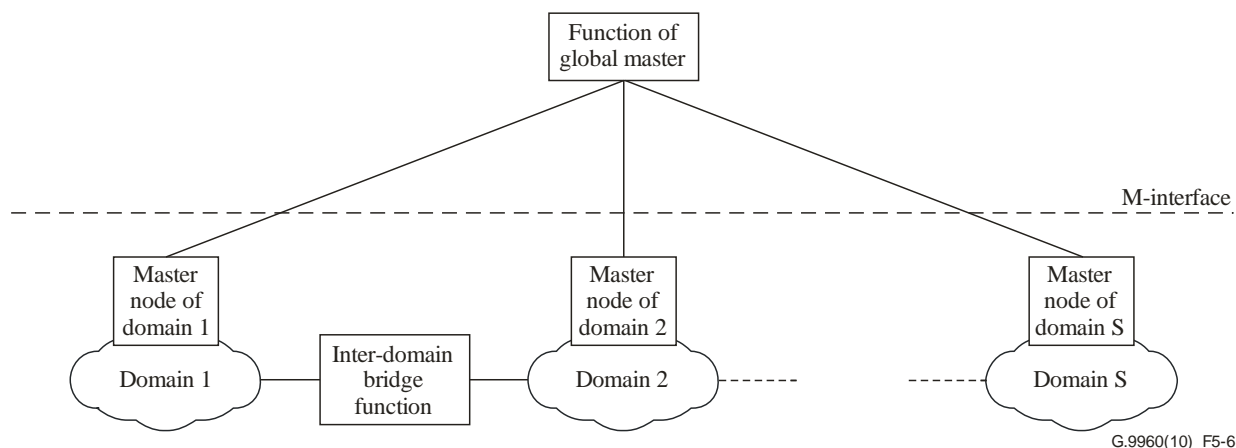 Function of
global master
M-interface
Master
node of
domain 1
Master
node of
domain 2
Master
node of
domain S
Inter-domain
bridge
function
Domain 1
Domain 2
Domain S
G.9960(10)_F5-6